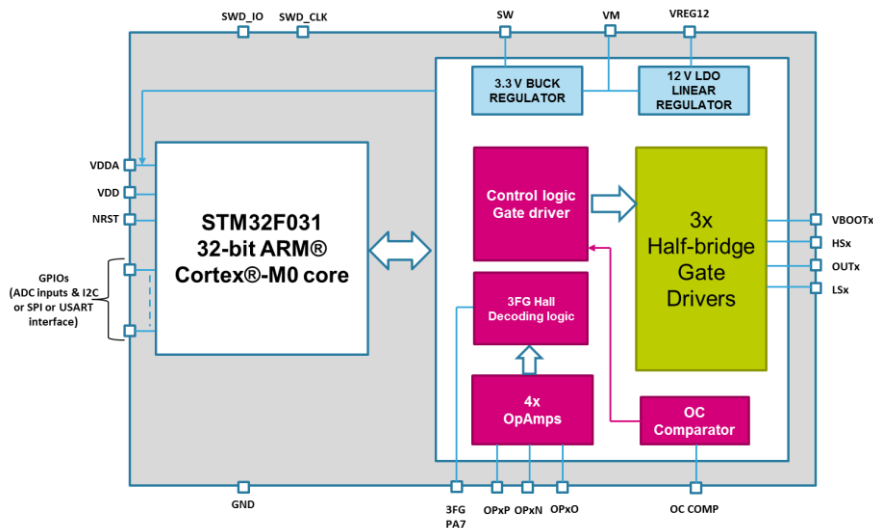 SWD_IO
SWD_CLK
SW
VM
VREG12
3.3 V BUCK
REGULATOR
12 V LDO
LINEAR
REGULATOR
VDDA
VDD
NRST
GPIOs
(ADC inputs & I2C
or SPI or USART
interface)
STM32F031
32-bit ARM®
Cortex®-M0 core
Control logic
Gate driver
3x
Half-bridge
Gate
Drivers
VBOOTx
HSx
OUTx
LSx
3FG Hall
Decoding logic
4x
OpAmps
OC
Comparator
GND
3FG
PA7
OPxP
OPxN
OPxO
OC COMP